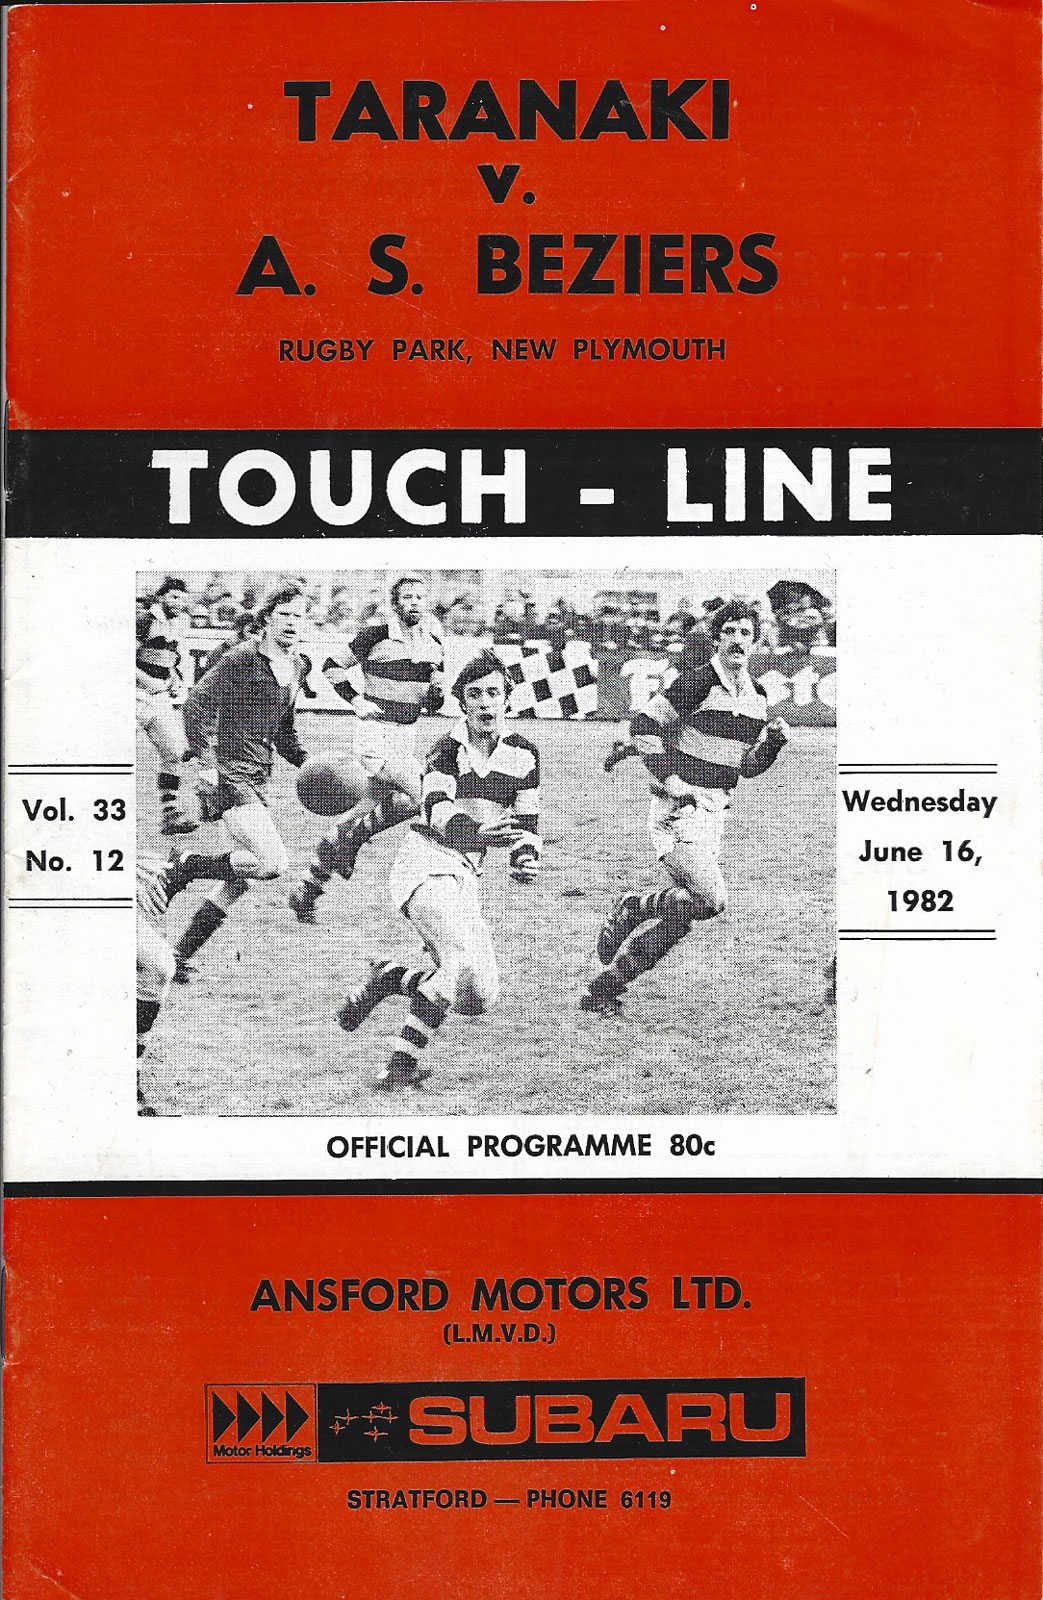 TARANAKI
v.
A. S. BEZIERS
RUGBY PARK, NEW PLYMOUTH
TOUCH - LINE
Vol. 33
No. 12
Wednesday
June 16,
1982
OFFICIAL PROGRAMME 80c
ANSFORD MOTORS LTD.
(L.M.V.D.)
Motor Holdings
SUBARU
STRATFORD — PHONE 6119